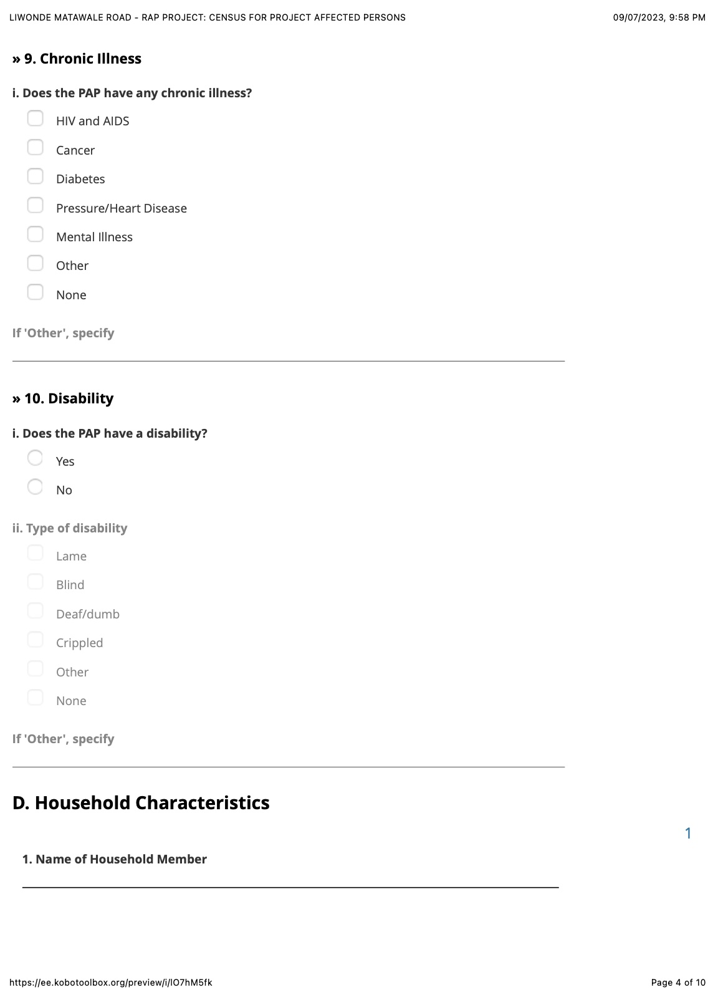 LIWONDE MATAWALE ROAD - RAP PROJECT: CENSUS FOR PROJECT AFFECTED PERSONS 09/07/2023, 9:58 PM
» 9. Chronic Illness
i. Does the PAP have any chronic illness?
HIV and AIDS
Cancer
Diabetes
Pressure/Heart Disease
Mental Illness
Other
None
If 'Other', specify
» 10. Disability
i. Does the PAP have a disability?
Yes
No
ii. Type of disability
Lame
Blind
Deaf/dumb
Crippled
Other
None
If 'Other', specify
D. Household Characteristics
1
1. Name of Household Member
https://ee.kobotoolbox.org/preview/i/lO7hM5fk Page 4 of 10